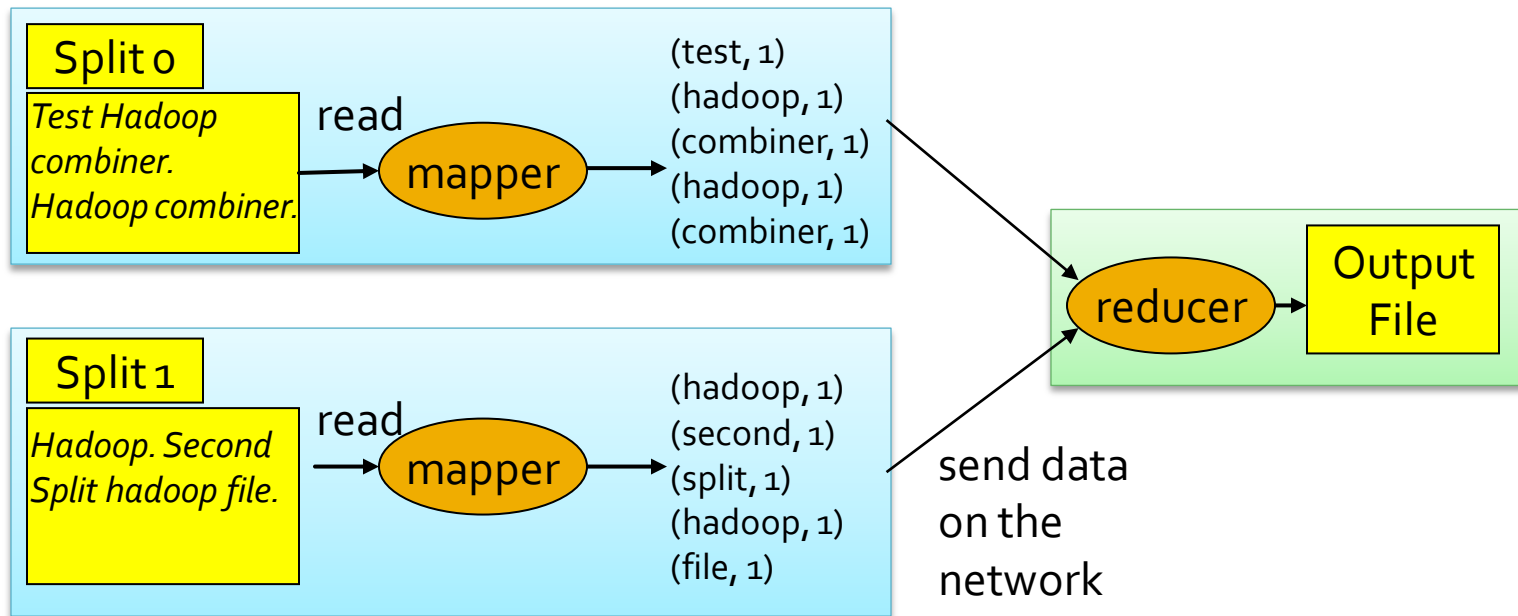 Split 0
Test Hadoop
combiner.
Hadoop combiner.
read
mapper
(test, 1)
(hadoop, 1)
(combiner, 1)
(hadoop, 1)
(combiner, 1)
Split 1
Hadoop. Second
Split hadoop file.
read
mapper
(hadoop, 1)
(second, 1)
(split, 1)
(hadoop, 1)
(file, 1)
reducer
Output
File
send data
on the
network